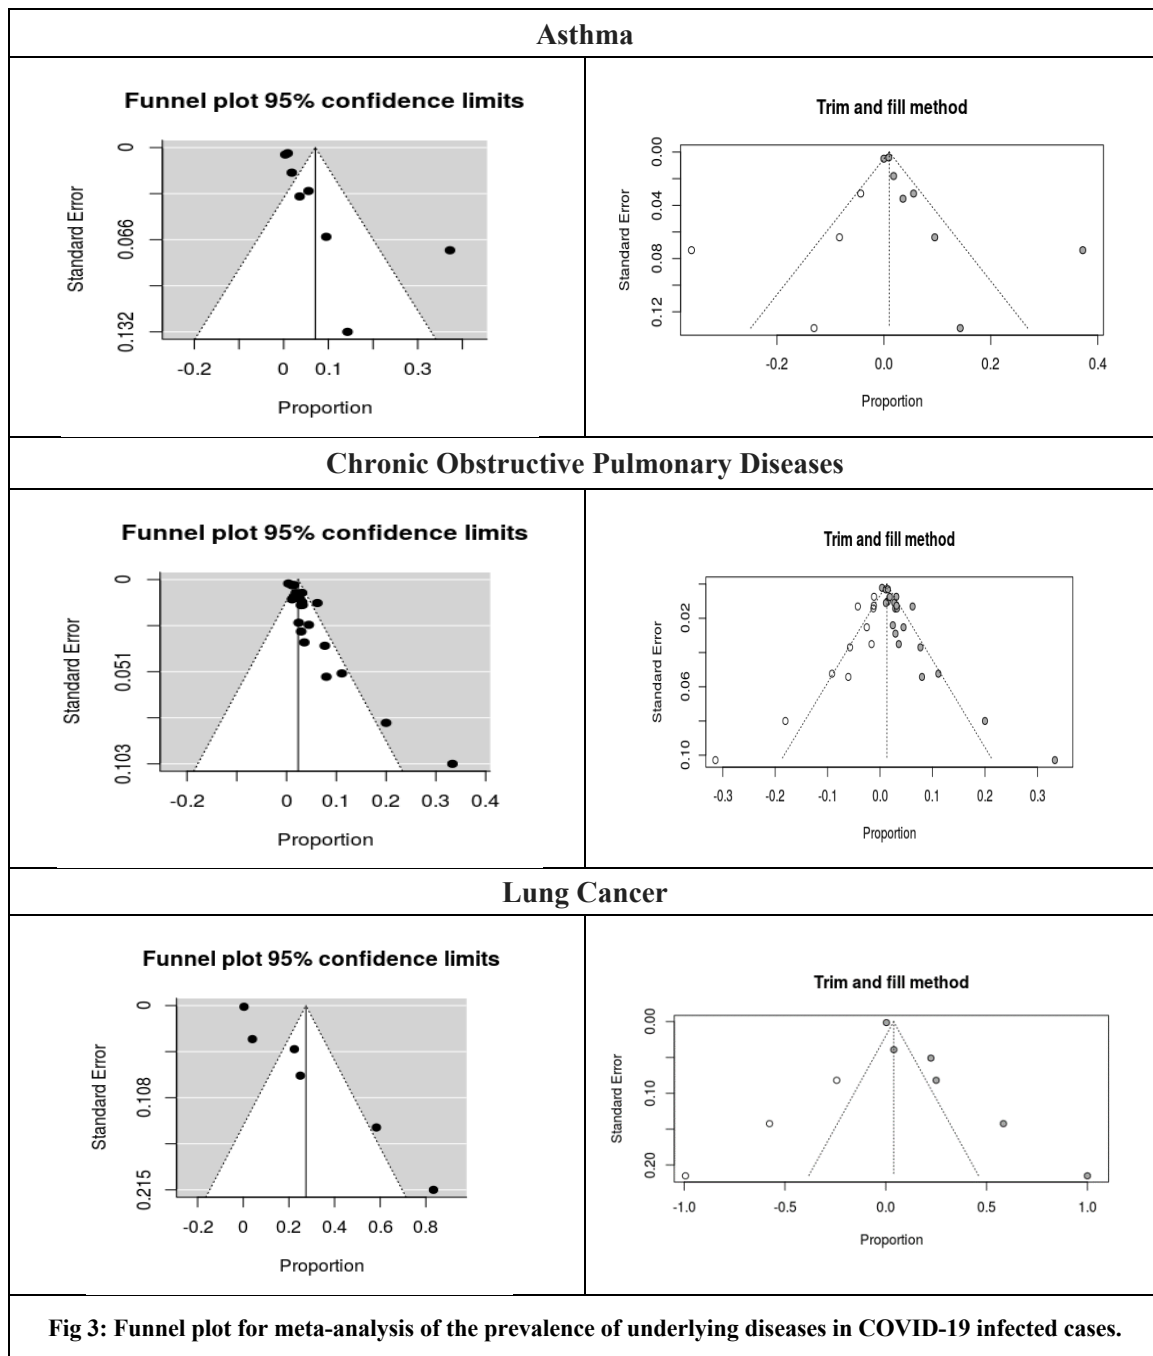 Asthma
Funnel plot 95% confidence limits
Standard Error
0
0.066
0.132
-0.2 0 0.1 0.3
Proportion
Trim and fill method
Standard Error
0.00
0.04
0.08
0.12
-0.2 0.0 0.2 0.4
Proportion
Chronic Obstructive Pulmonary Diseases
Funnel plot 95% confidence limits
Standard Error
0
0.051
0.103
-0.2 0 0.1 0.2 0.3 0.4
Proportion
Trim and fill method
Standard Error
0.02
0.06
0.10
-0.3 -0.2 -0.1 0.0 0.1 0.2 0.3
Proportion
Lung Cancer
Funnel plot 95% confidence limits
Standard Error
0
0.108
0.215
-0.2 0 0.2 0.4 0.6 0.8
Proportion
Trim and fill method
Standard Error
0.00
0.10
0.20
-1.0 -0.5 0.0 0.5 1.0
Proportion
Fig 3: Funnel plot for meta-analysis of the prevalence of underlying diseases in COVID-19 infected cases.